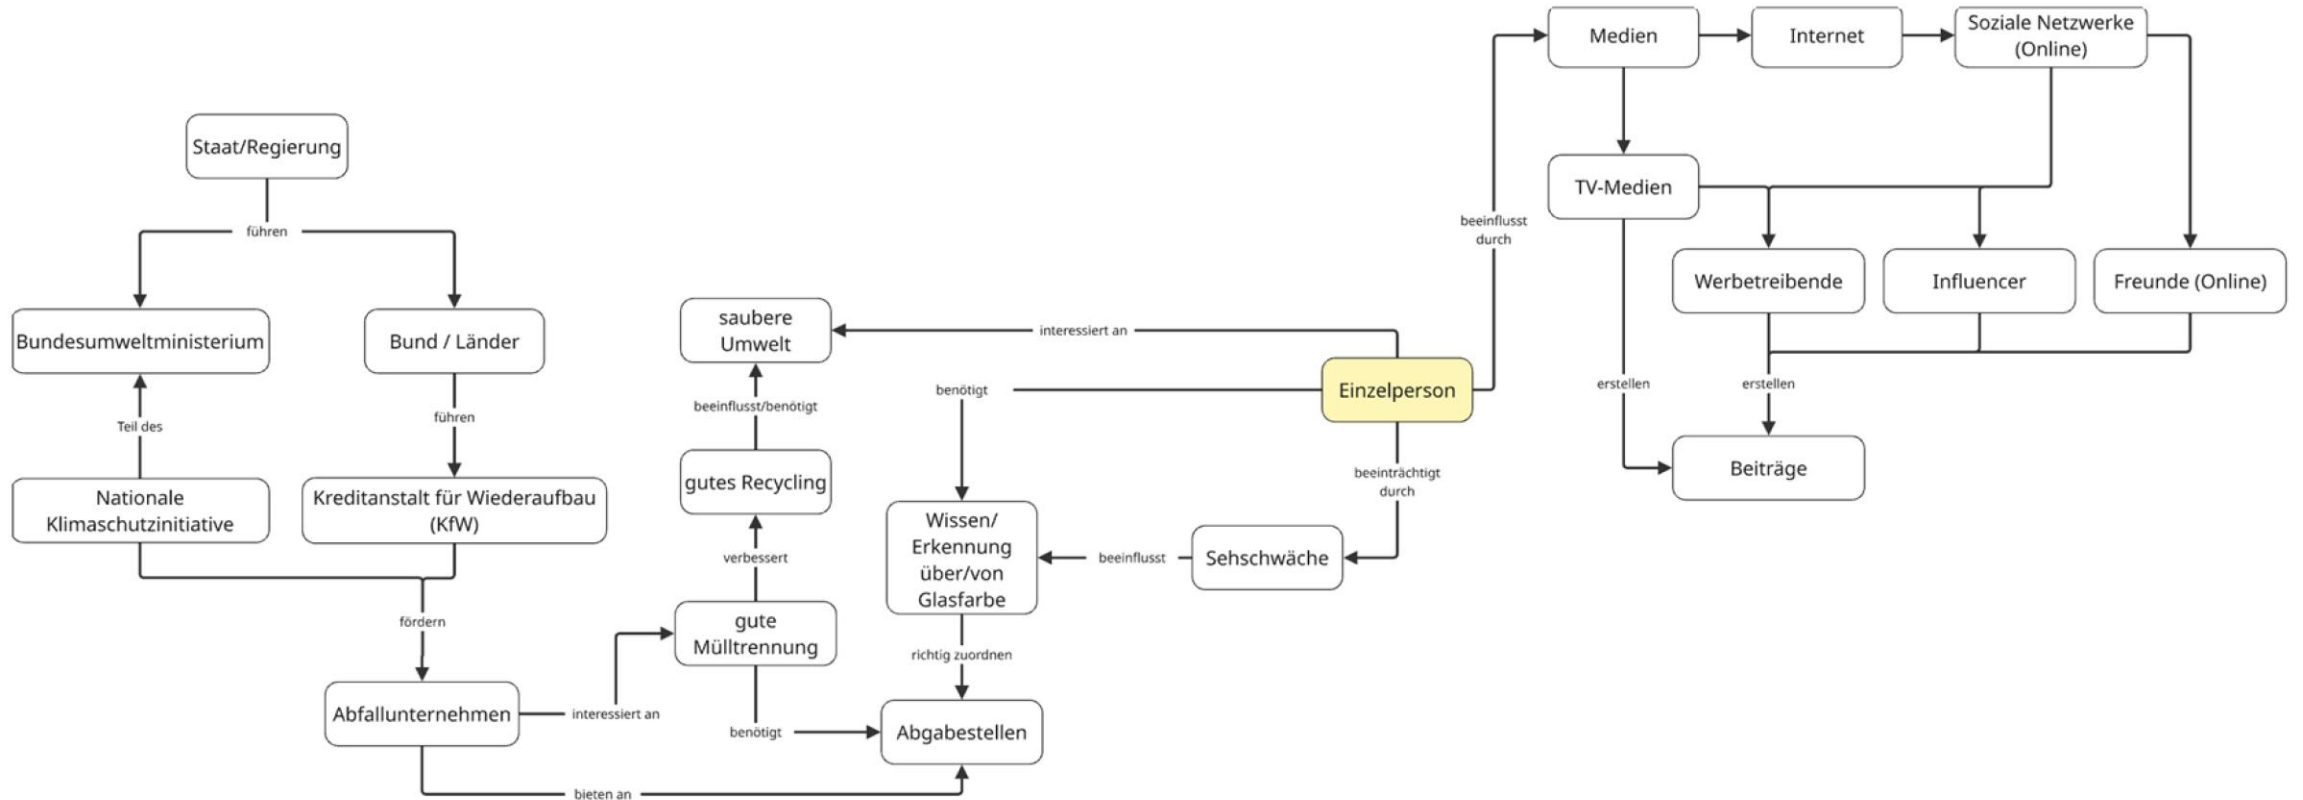 Medien
Internet
Soziale Netzwerke
(Online)
Staat/Regierung
TV-Medien
führen
beeinflusst
durch
Werbetreibende
Influencer
Freunde (Online)
Bundesumweltministerium
Bund / Länder
saubere
Umwelt
interessiert an
Einzelperson
benötigt
erstellen
erstellen
beeinflusst/benötigt
Teil des
führen
Beiträge
beeinträchtigt
durch
gutes Recycling
Nationale
Klimaschutzinitiative
Kreditanstalt für Wiederaufbau
(KfW)
Wissen/
Erkennung
über/von
Glasfarbe
verbessert
beeinflusst
Sehschwäche
fördern
gute
Mülltrennung
richtig zuordnen
Abfallunternehmen
interessiert an
benötigt
Abgabestellen
bieten an